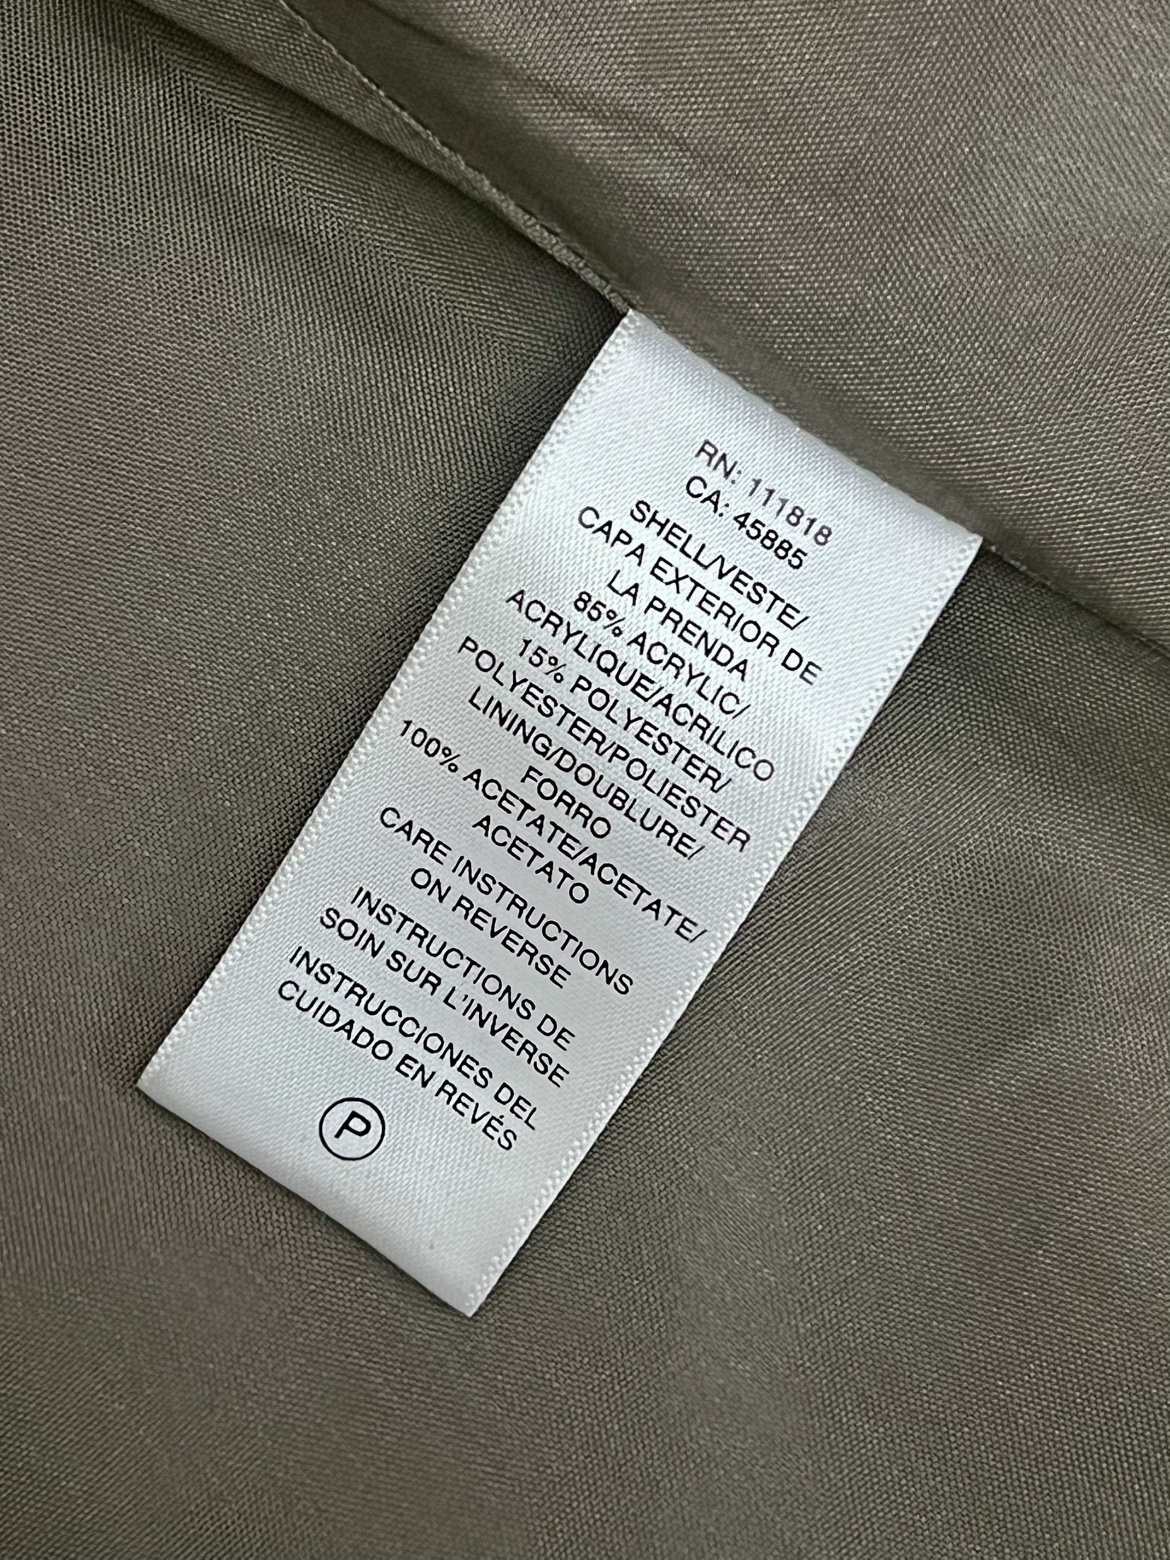 RN: 111818
CA: 45885
SHELL/VESTE/
CAPA EXTERIOR DE
LA PRENDA
85% ACRYLIC/
ACRYLIQUE/ACRILICO
15% POLYESTER/
POLYESTER/POLIESTER
LINING/DOUBLURE/
FORRO
100% ACETATE/ACETATE/
ACETATO
CARE INSTRUCTIONS
ON REVERSE
INSTRUCTIONS DE
SOIN SUR L'INVERSE
INSTRUCCIONES DEL
CUIDADO EN REVÉS
P